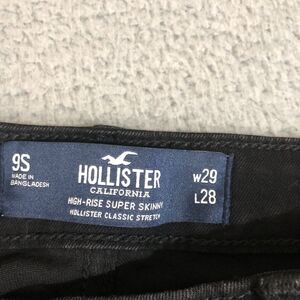 9S
MADE IN
BANGLADESH
HOLLISTER
CALIFORNIA
HIGH-RISE SUPER SKINNY
HOLLISTER CLASSIC STRETCH
W29
L28